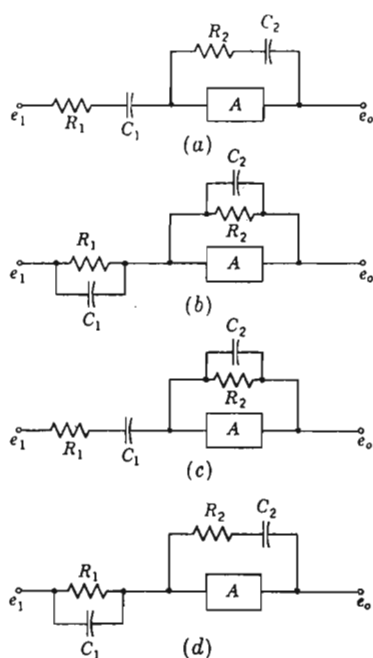 R₂ C₂
A
e₁ R₁ C₁ eₒ
(a)
C₂
R₁ R₂
A
e₁ eₒ
C₁
(b)
C₂
R₂
A
e₁ R₁ C₁ eₒ
(c)
R₂ C₂
R₁
A
e₁ eₒ
C₁
(d)